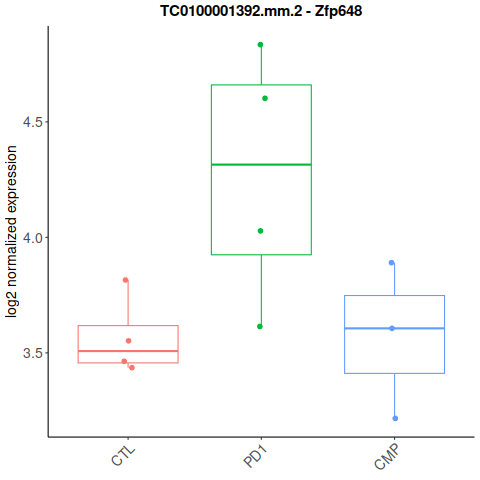 TC0100001392.mm.2 - Zfp648
log2 normalized expression
4.5
4.0
3.5
CTL
PD1
CMP